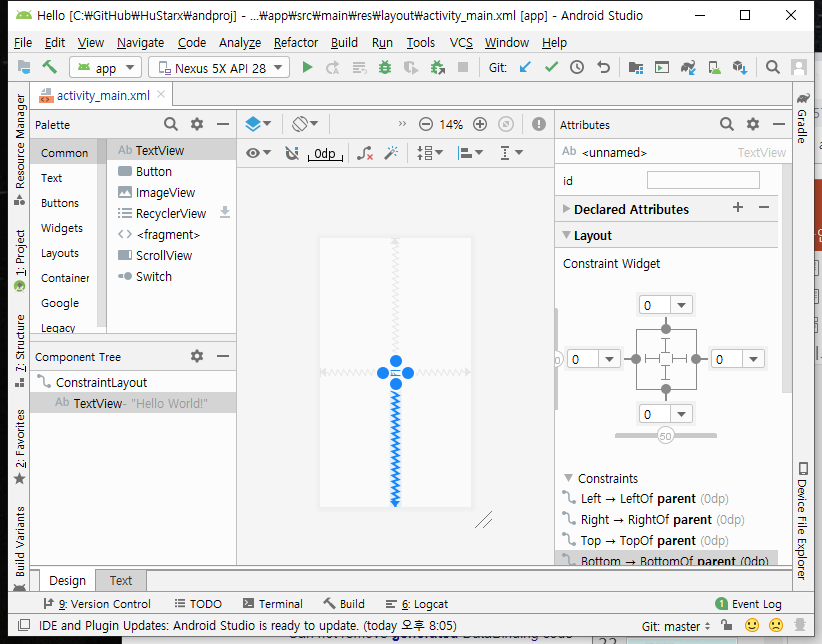 Hello [C:₩GitHub₩HuStarx₩andproj] - ...₩app₩src₩main₩res₩layout₩activity_main.xml [app] - Android Studio
File Edit View Navigate Code Analyze Refactor Build Run Tools VCS Window Help
app Nexus 5X API 28 Git:
activity_main.xml
Palette 14% Attributes
Common
Text
Buttons
Widgets
Layouts
Container
Google
Legacy
Ab TextView
Button
ImageView
RecyclerView
<fragment>
ScrollView
Switch
0dp
Ab <unnamed> TextView
id
Declared Attributes
Layout
Constraint Widget
0
0 0
0
50
Constraints
Left → LeftOf parent (0dp)
Right → RightOf parent (0dp)
Top → TopOf parent (0dp)
Bottom → BottomOf parent (0dp)
Component Tree
ConstraintLayout
Ab TextView- "Hello World!"
Resource Manager
1: Project
7: Structure
2: Favorites
Build Variants
Gradle
Device File Explorer
Design Text
9: Version Control TODO Terminal Build 6: Logcat 1 Event Log
IDE and Plugin Updates: Android Studio is ready to update. (today 오후 8:05) Git: master